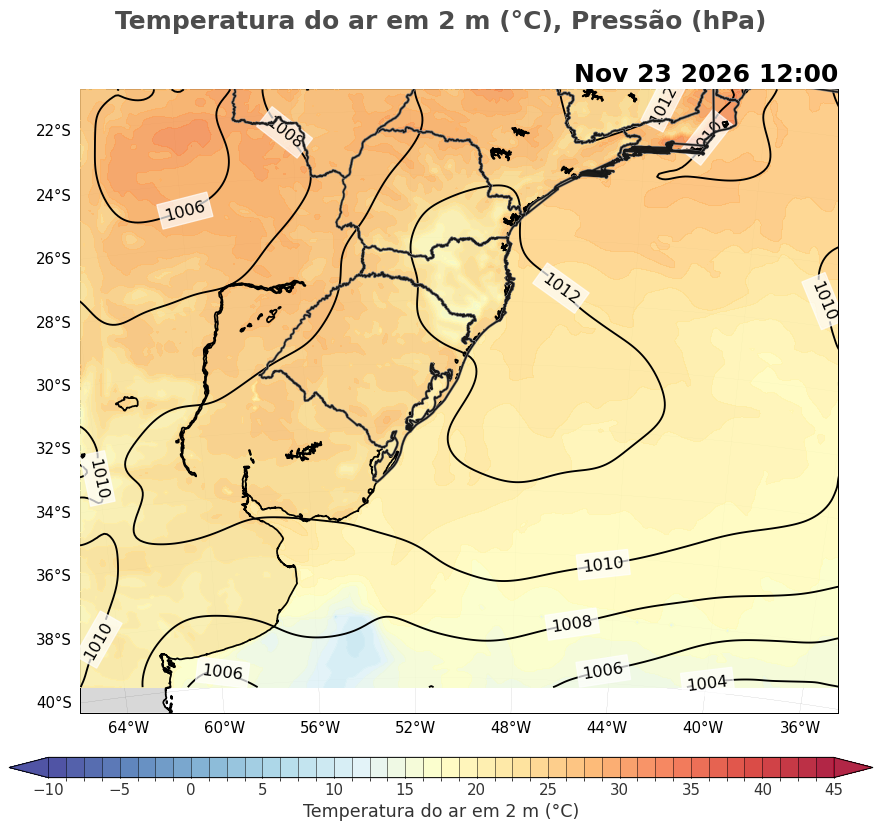 Temperatura do ar em 2 m (°C), Pressão (hPa)
Nov 23 2026 12:00
1012
1008
1010
22°S
24°S
1006
26°S
1012
1010
28°S
30°S
32°S
1010
34°S
1010
36°S
1008
1010
38°S
1006
1006
1004
40°S
64°W 60°W 56°W 52°W 48°W 44°W 40°W 36°W
−10 −5 0 5 10 15 20 25 30 35 40 45
Temperatura do ar em 2 m (°C)